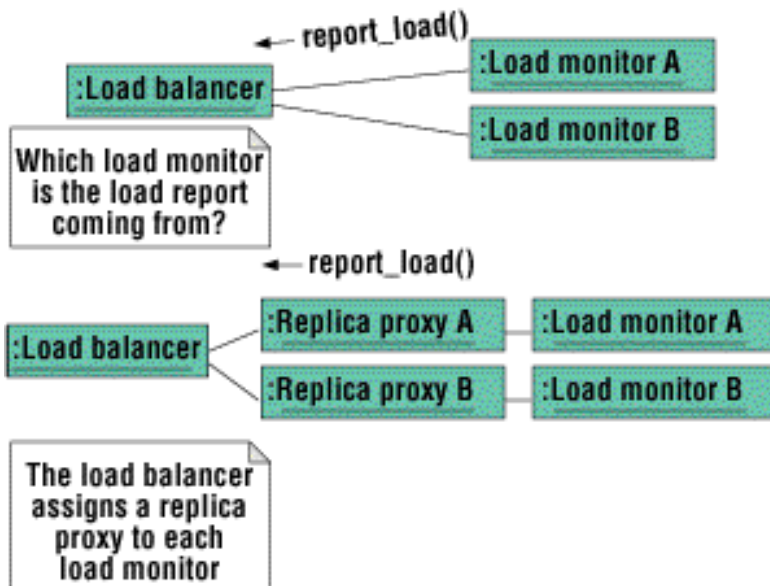 report_load()
:Load balancer
:Load monitor A
:Load monitor B
Which load monitor
is the load report
coming from?
report_load()
:Load balancer
:Replica proxy A
:Load monitor A
:Replica proxy B
:Load monitor B
The load balancer
assigns a replica
proxy to each
load monitor